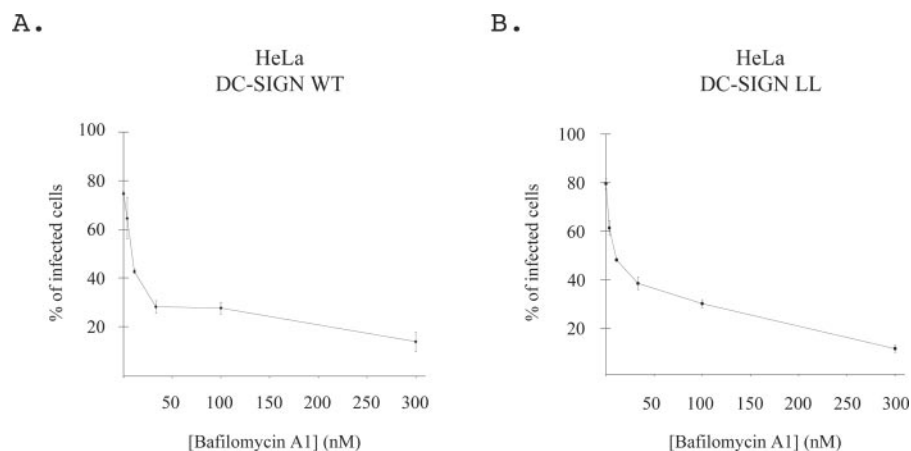 A.
HeLa
DC-SIGN WT
% of infected cells
100
80
60
40
20
50 100 150 200 250 300
[Bafilomycin A1] (nM)
B.
HeLa
DC-SIGN LL
% of infected cells
100
80
60
40
20
50 100 150 200 250 300
[Bafilomycin A1] (nM)